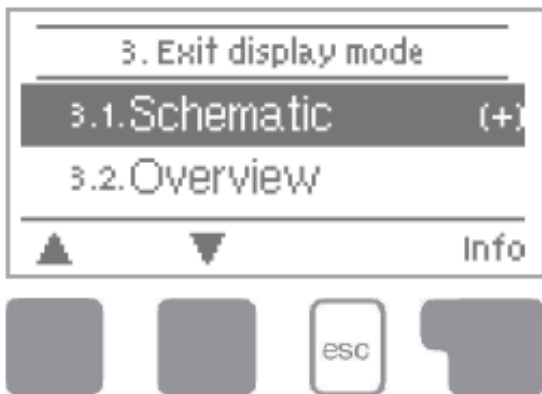 3. Exit display mode
3.1. Schematic (+)
3.2. Overview
Info
esc